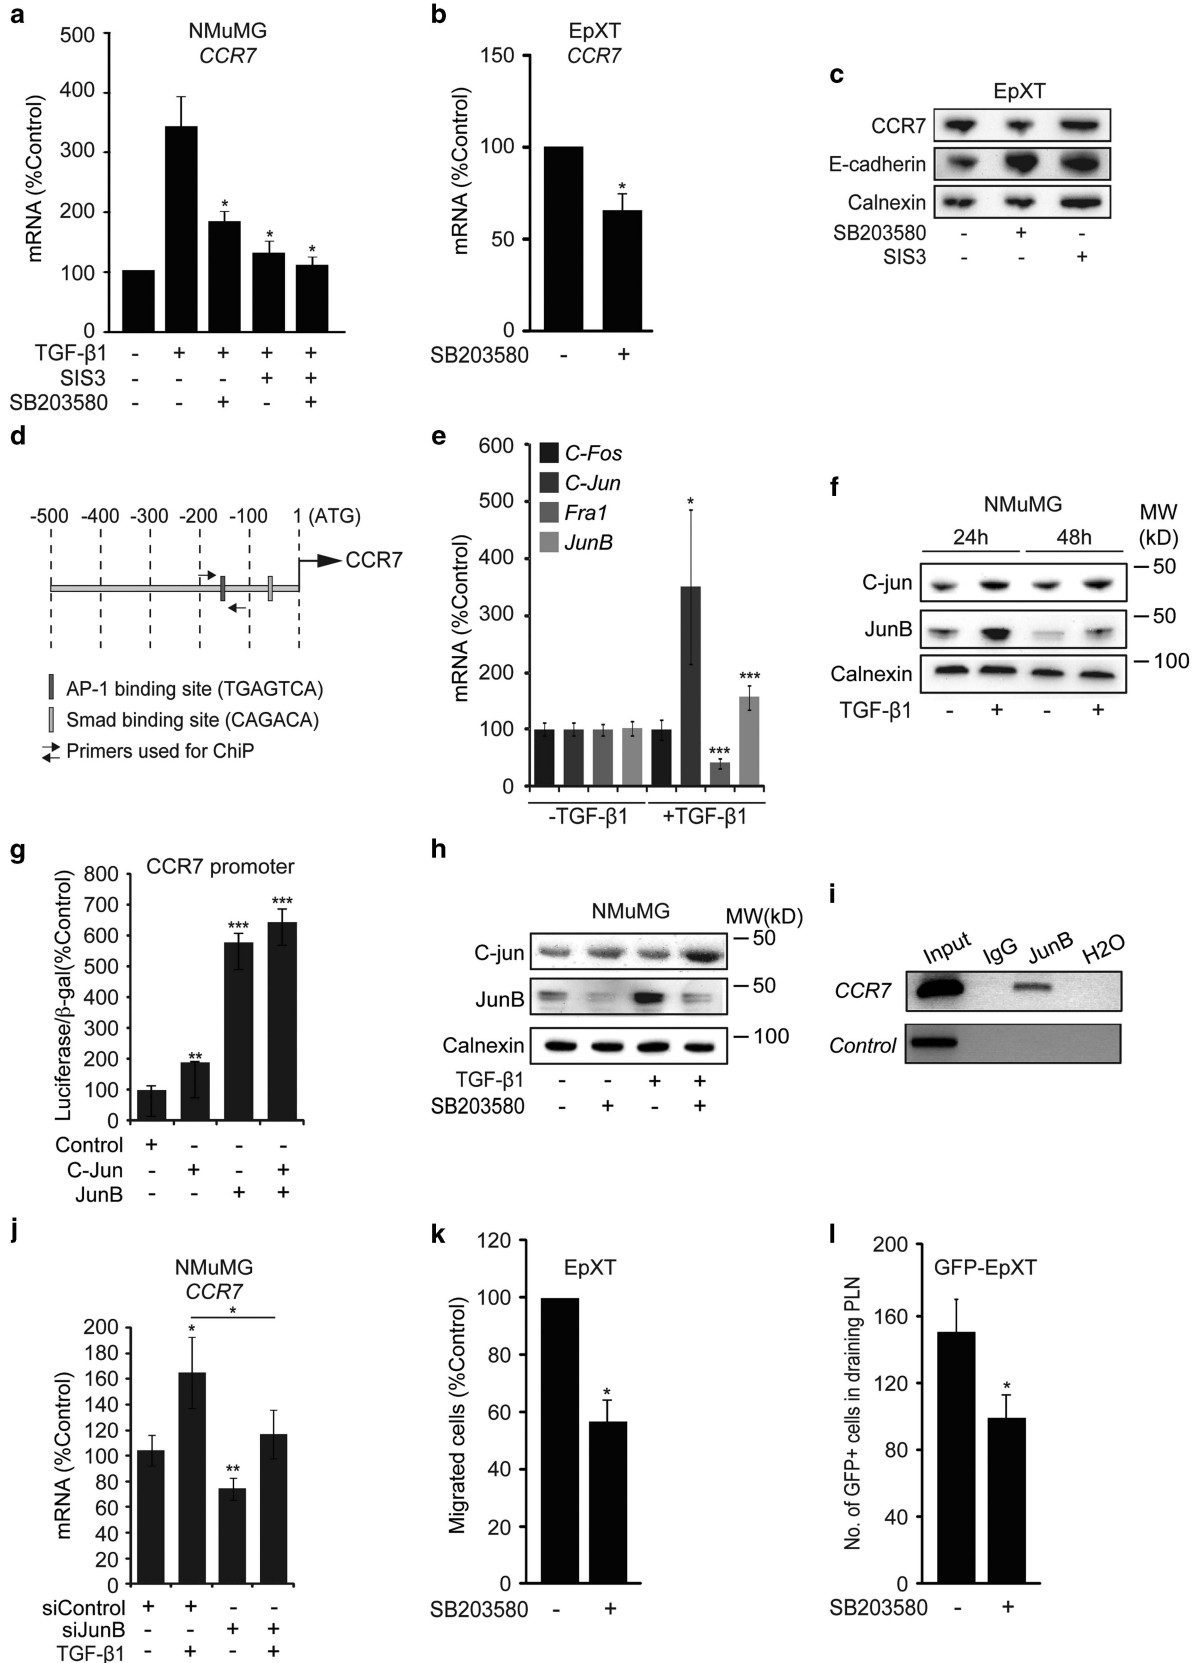 a
NMuMG
CCR7
mRNA (%Control)
500
400
300
200
100
0
* * *
TGF-β1 - + + + +
SIS3 - - - + +
SB203580 - - + - +
b
EpXT
CCR7
mRNA (%Control)
150
100
50
0
*
SB203580 - +
c
EpXT
CCR7
E-cadherin
Calnexin
SB203580 - + -
SIS3 - - +
d
-500 -400 -300 -200 -100 1 (ATG)
CCR7
AP-1 binding site (TGAGTCA)
Smad binding site (CAGACA)
Primers used for ChiP
e
mRNA (%Control)
600
500
400
300
200
100
0
C-Fos
C-Jun
Fra1
JunB
* *** ***
-TGF-β1 +TGF-β1
f
NMuMG
MW
(kD)
24h 48h
C-jun
50
JunB
50
Calnexin
100
TGF-β1 - + - +
g
CCR7 promoter
Luciferase/β-gal(%Control)
800
700
600
500
400
300
200
100
0
** *** ***
Control + - - -
C-Jun - + - +
JunB - - + +
h
NMuMG
MW(kD)
C-jun
50
JunB
50
Calnexin
100
TGF-β1 - - + +
SB203580 - + - +
i
Input IgG JunB H2O
CCR7
Control
j
NMuMG
CCR7
mRNA (%Control)
200
180
160
140
120
100
80
60
40
20
0
*
* **
siControl + + - -
siJunB - - + +
TGF-β1 - + - +
k
EpXT
Migrated cells (%Control)
120
100
80
60
40
20
0
*
SB203580 - +
l
GFP-EpXT
No. of GFP+ cells in draining PLN
200
160
120
80
40
0
*
SB203580 - +